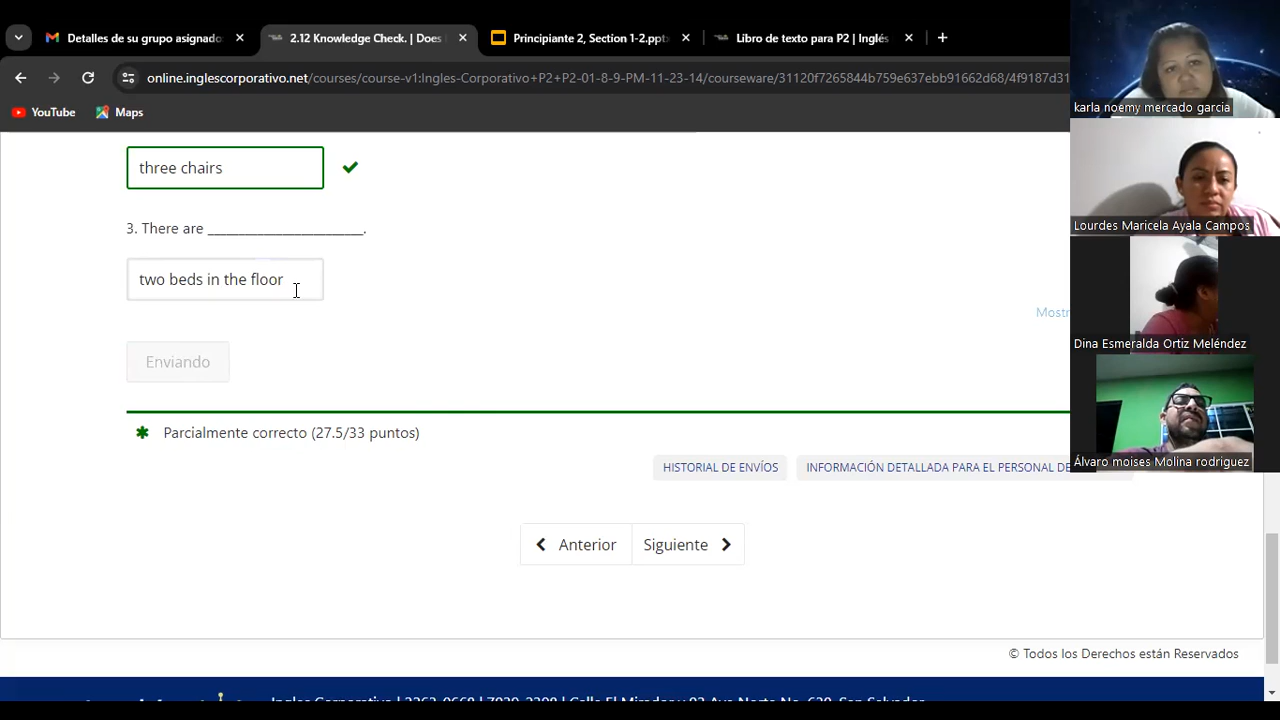 Detalles de su grupo asignado
2.12 Knowledge Check. | Does
Principiante 2, Section 1-2.ppt
Libro de texto para P2 | Inglés
online.inglescorporativo.net/courses/course-v1:Ingles-Corporativo+P2+P2-01-8-9-PM-11-23-14/courseware/31120f7265844b759e637ebb91662d68/4f9187d31
YouTube
Maps
karla noemy mercado garcia
three chairs
Lourdes Maricela Ayala Campos
3. There are ______________________.
two beds in the floor
Mostr
Dina Esmeralda Ortiz Meléndez
Enviando
Parcialmente correcto (27.5/33 puntos)
Álvaro moises Molina rodriguez
HISTORIAL DE ENVÍOS
INFORMACIÓN DETALLADA PARA EL PERSONAL DE
Anterior
Siguiente
© Todos los Derechos están Reservados